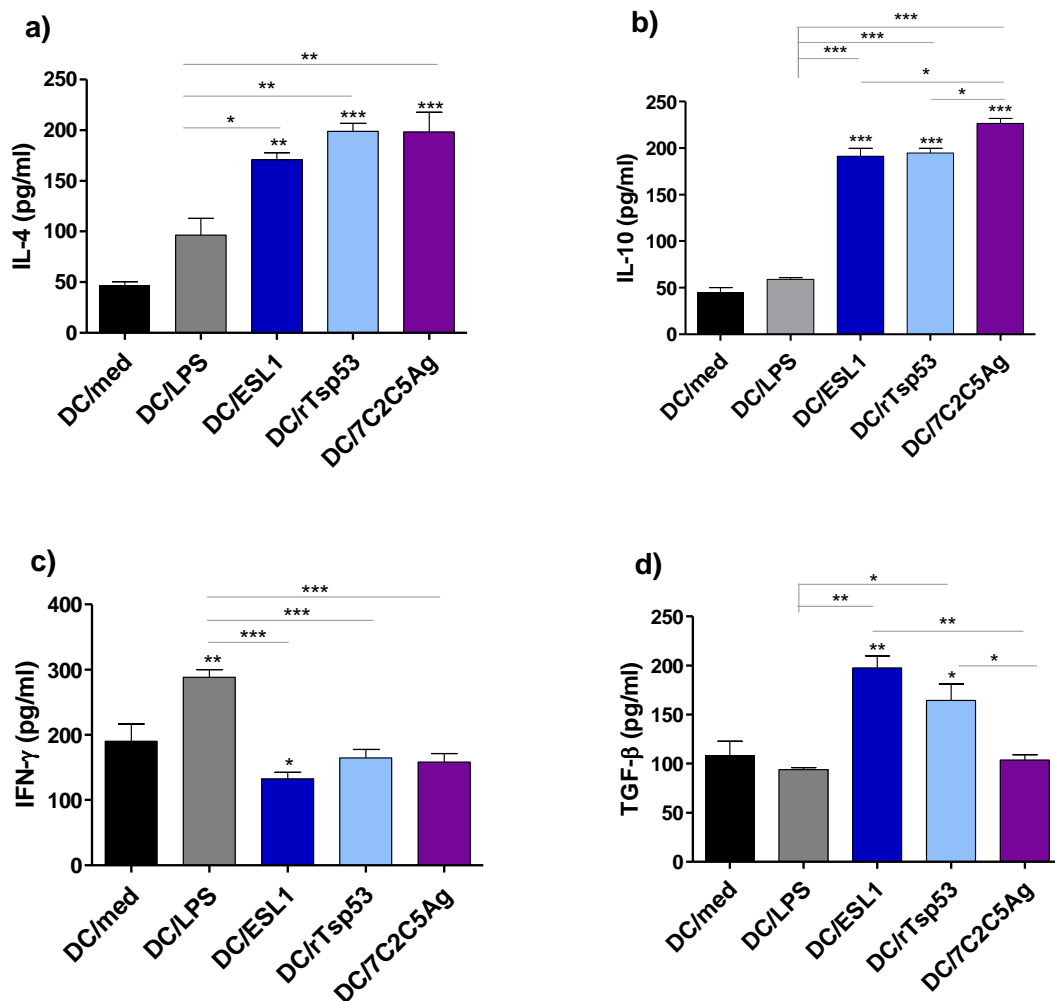 a)
**
**
*
**
***
***
250
200
150
100
50
0
IL-4 (pg/ml)
DC/med
DC/LPS
DC/ESL1
DC/rTsp53
DC/7C2C5Ag
b)
***
***
***
*
*
***
***
***
250
200
150
100
50
0
IL-10 (pg/ml)
DC/med
DC/LPS
DC/ESL1
DC/rTsp53
DC/7C2C5Ag
c)
***
***
***
**
*
400
300
200
100
0
IFN-γ (pg/ml)
DC/med
DC/LPS
DC/ESL1
DC/rTsp53
DC/7C2C5Ag
d)
*
**
**
*
**
*
250
200
150
100
50
0
TGF-β (pg/ml)
DC/med
DC/LPS
DC/ESL1
DC/rTsp53
DC/7C2C5Ag